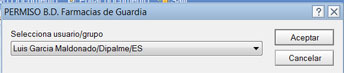 PERMISO B.D. Farmacias de Guardia
Selecciona usuario/grupo
Aceptar
Luis Garcia Maldonado/Dipalme/ES
Cancelar